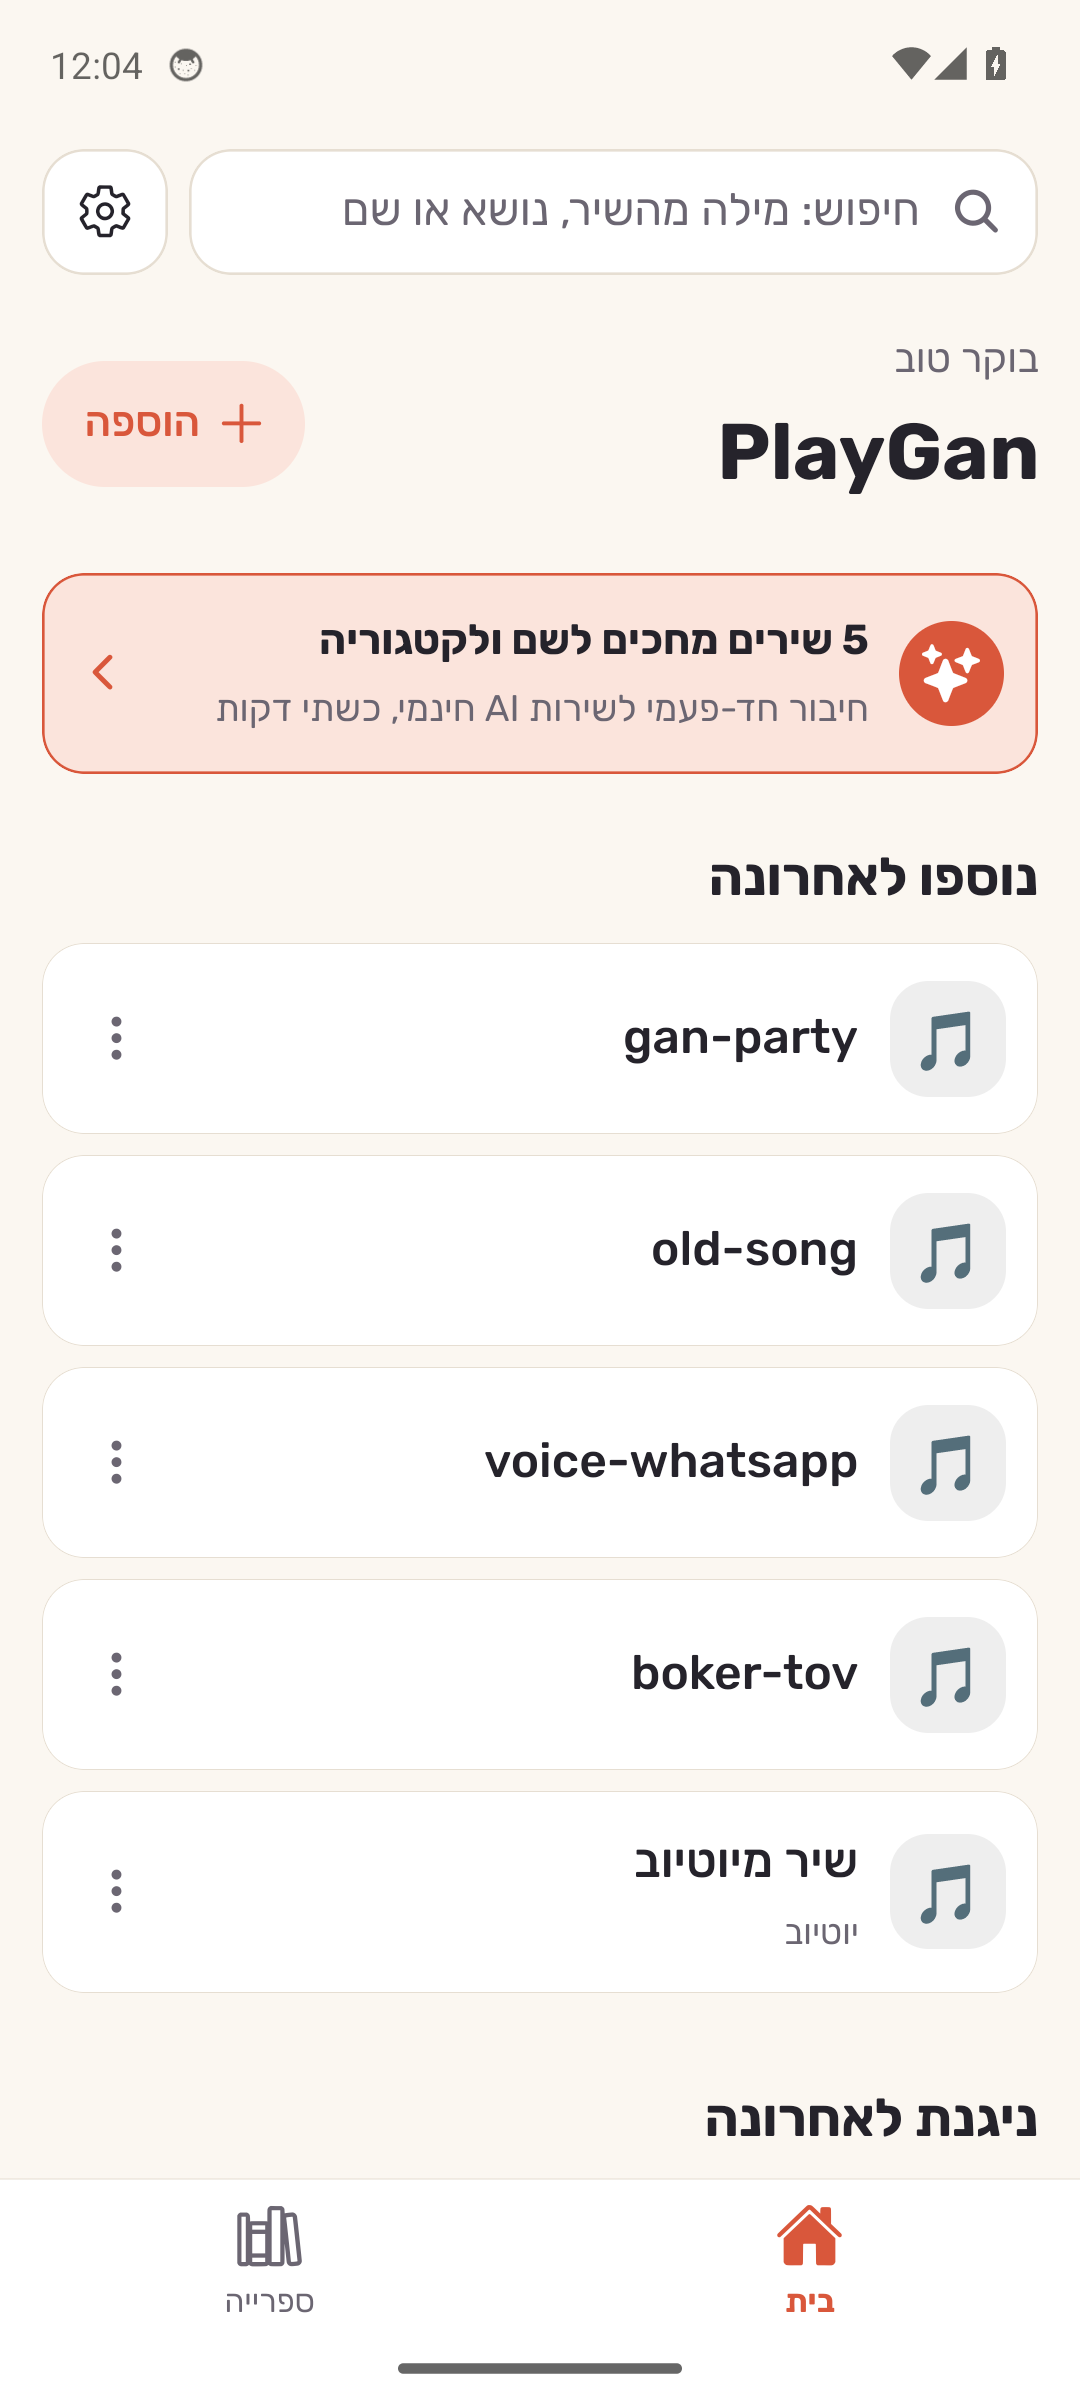 12:04
חיפוש: מילה מהשיר, נושא או שם
בוקר טוב
PlayGan
הוספה
5 שירים מחכים לשם ולקטגוריה
חיבור חד-פעמי לשירות AI חינמי, כשתי דקות
נוספו לאחרונה
gan-party
old-song
voice-whatsapp
boker-tov
שיר מיוטיוב
יוטיוב
ניגנת לאחרונה
בית
ספרייה